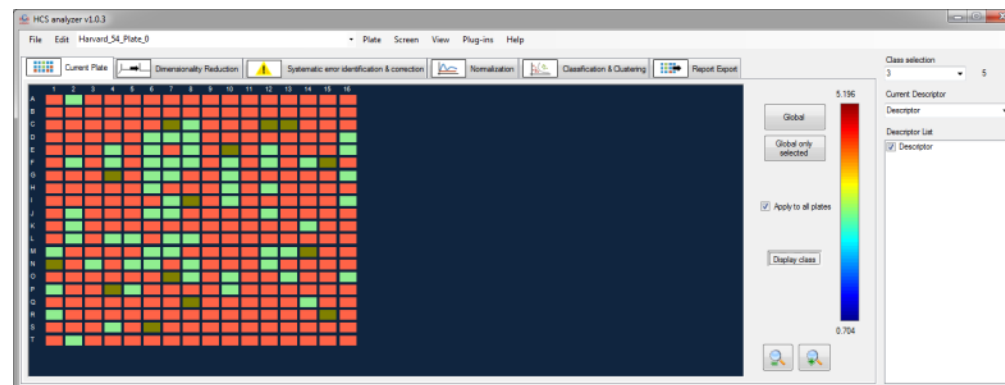 HCS analyzer v1.0.3
File Edit Harvard_54_Plate_0 Plate Screen View Plug-ins Help
Current Plate Dimensionality Reduction Systematic error identification & correction Normalization Classification & Clustering Report Export
Class selection
3 5
1 2 3 4 5 6 7 8 9 10 11 12 13 14 15 16
A
B
C
D
E
F
G
H
I
J
K
L
M
N
O
P
Q
R
S
T
5.196
Global
Global only
selected
Apply to all plates
Display class
0.704
Current Descriptor
Descriptor
Descriptor List
Descriptor